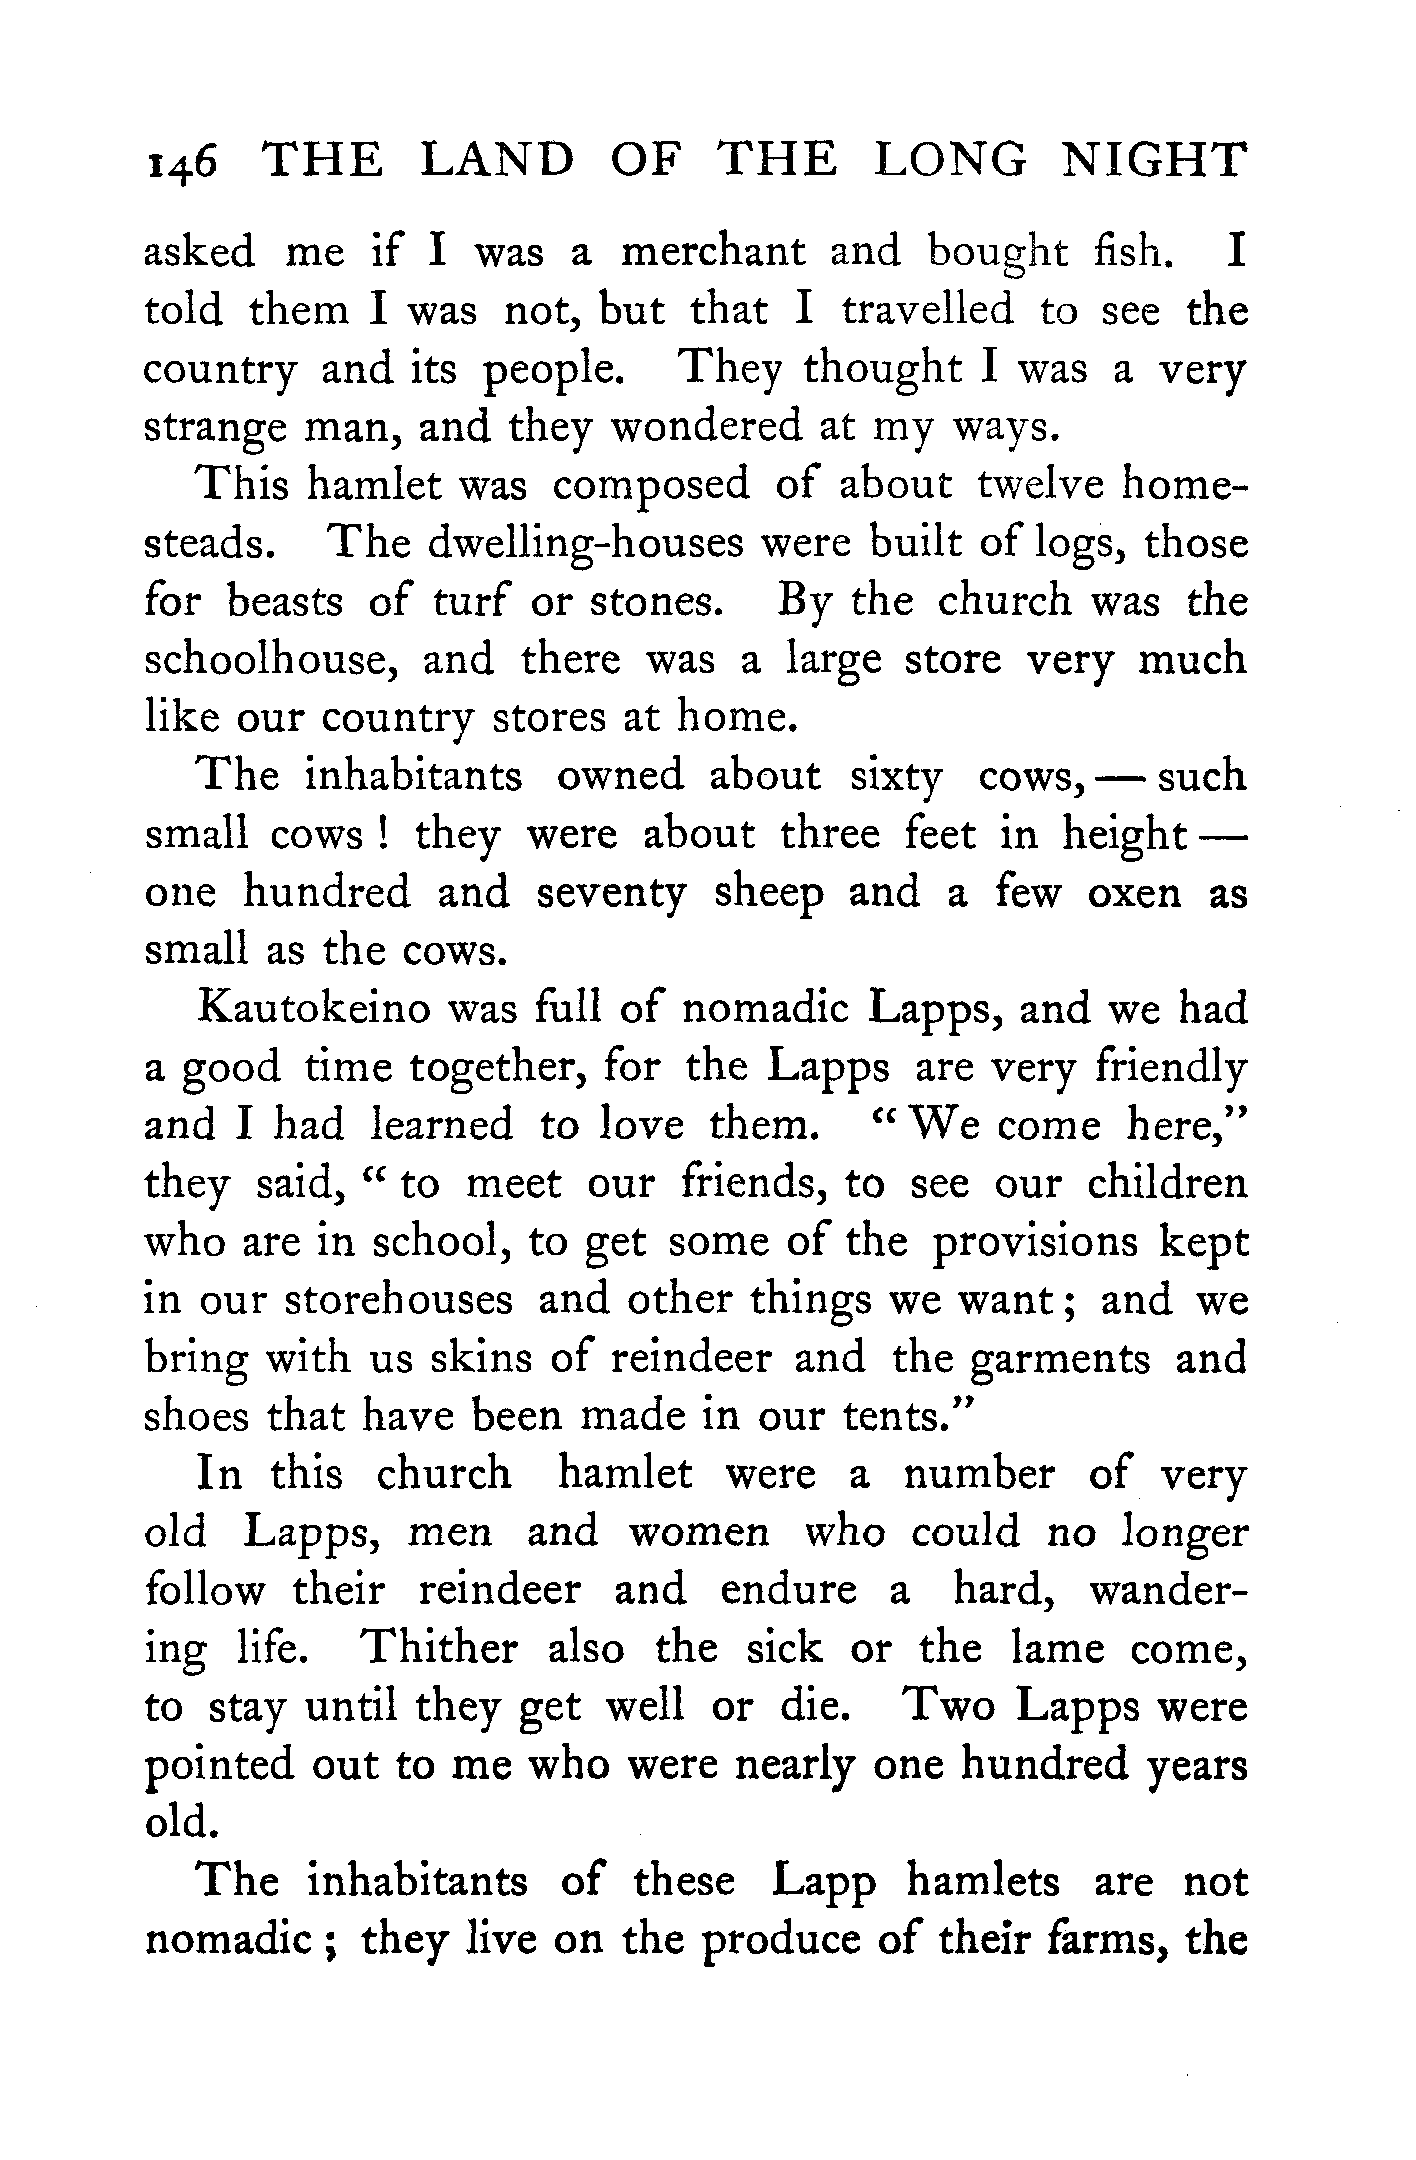 146 THE LAND OF THE LONG NIGHT
asked me if I was a merchant and bought fish. I
told them I was not, but that I travelled to see the
country and its people. They thought I was a very
strange man, and they wondered at my ways.
This hamlet was composed of about twelve home-
steads. The dwelling-houses were built of logs, those
for beasts of turf or stones. By the church was the
schoolhouse, and there was a large store very much
like our country stores at home.
The inhabitants owned about sixty cows, — such
small cows ! they were about three feet in height —
one hundred and seventy sheep and a few oxen as
small as the cows.
Kautokeino was full of nomadic Lapps, and we had
a good time together, for the Lapps are very friendly
and I had learned to love them. “ We come here,”
they said, “ to meet our friends, to see our children
who are in school, to get some of the provisions kept
in our storehouses and other things we want ; and we
bring with us skins of reindeer and the garments and
shoes that have been made in our tents.”
In this church hamlet were a number of very
old Lapps, men and women who could no longer
follow their reindeer and endure a hard, wander-
ing life. Thither also the sick or the lame come,
to stay until they get well or die. Two Lapps were
pointed out to me who were nearly one hundred years
old.
The inhabitants of these Lapp hamlets are not
nomadic ; they live on the produce of their farms, the